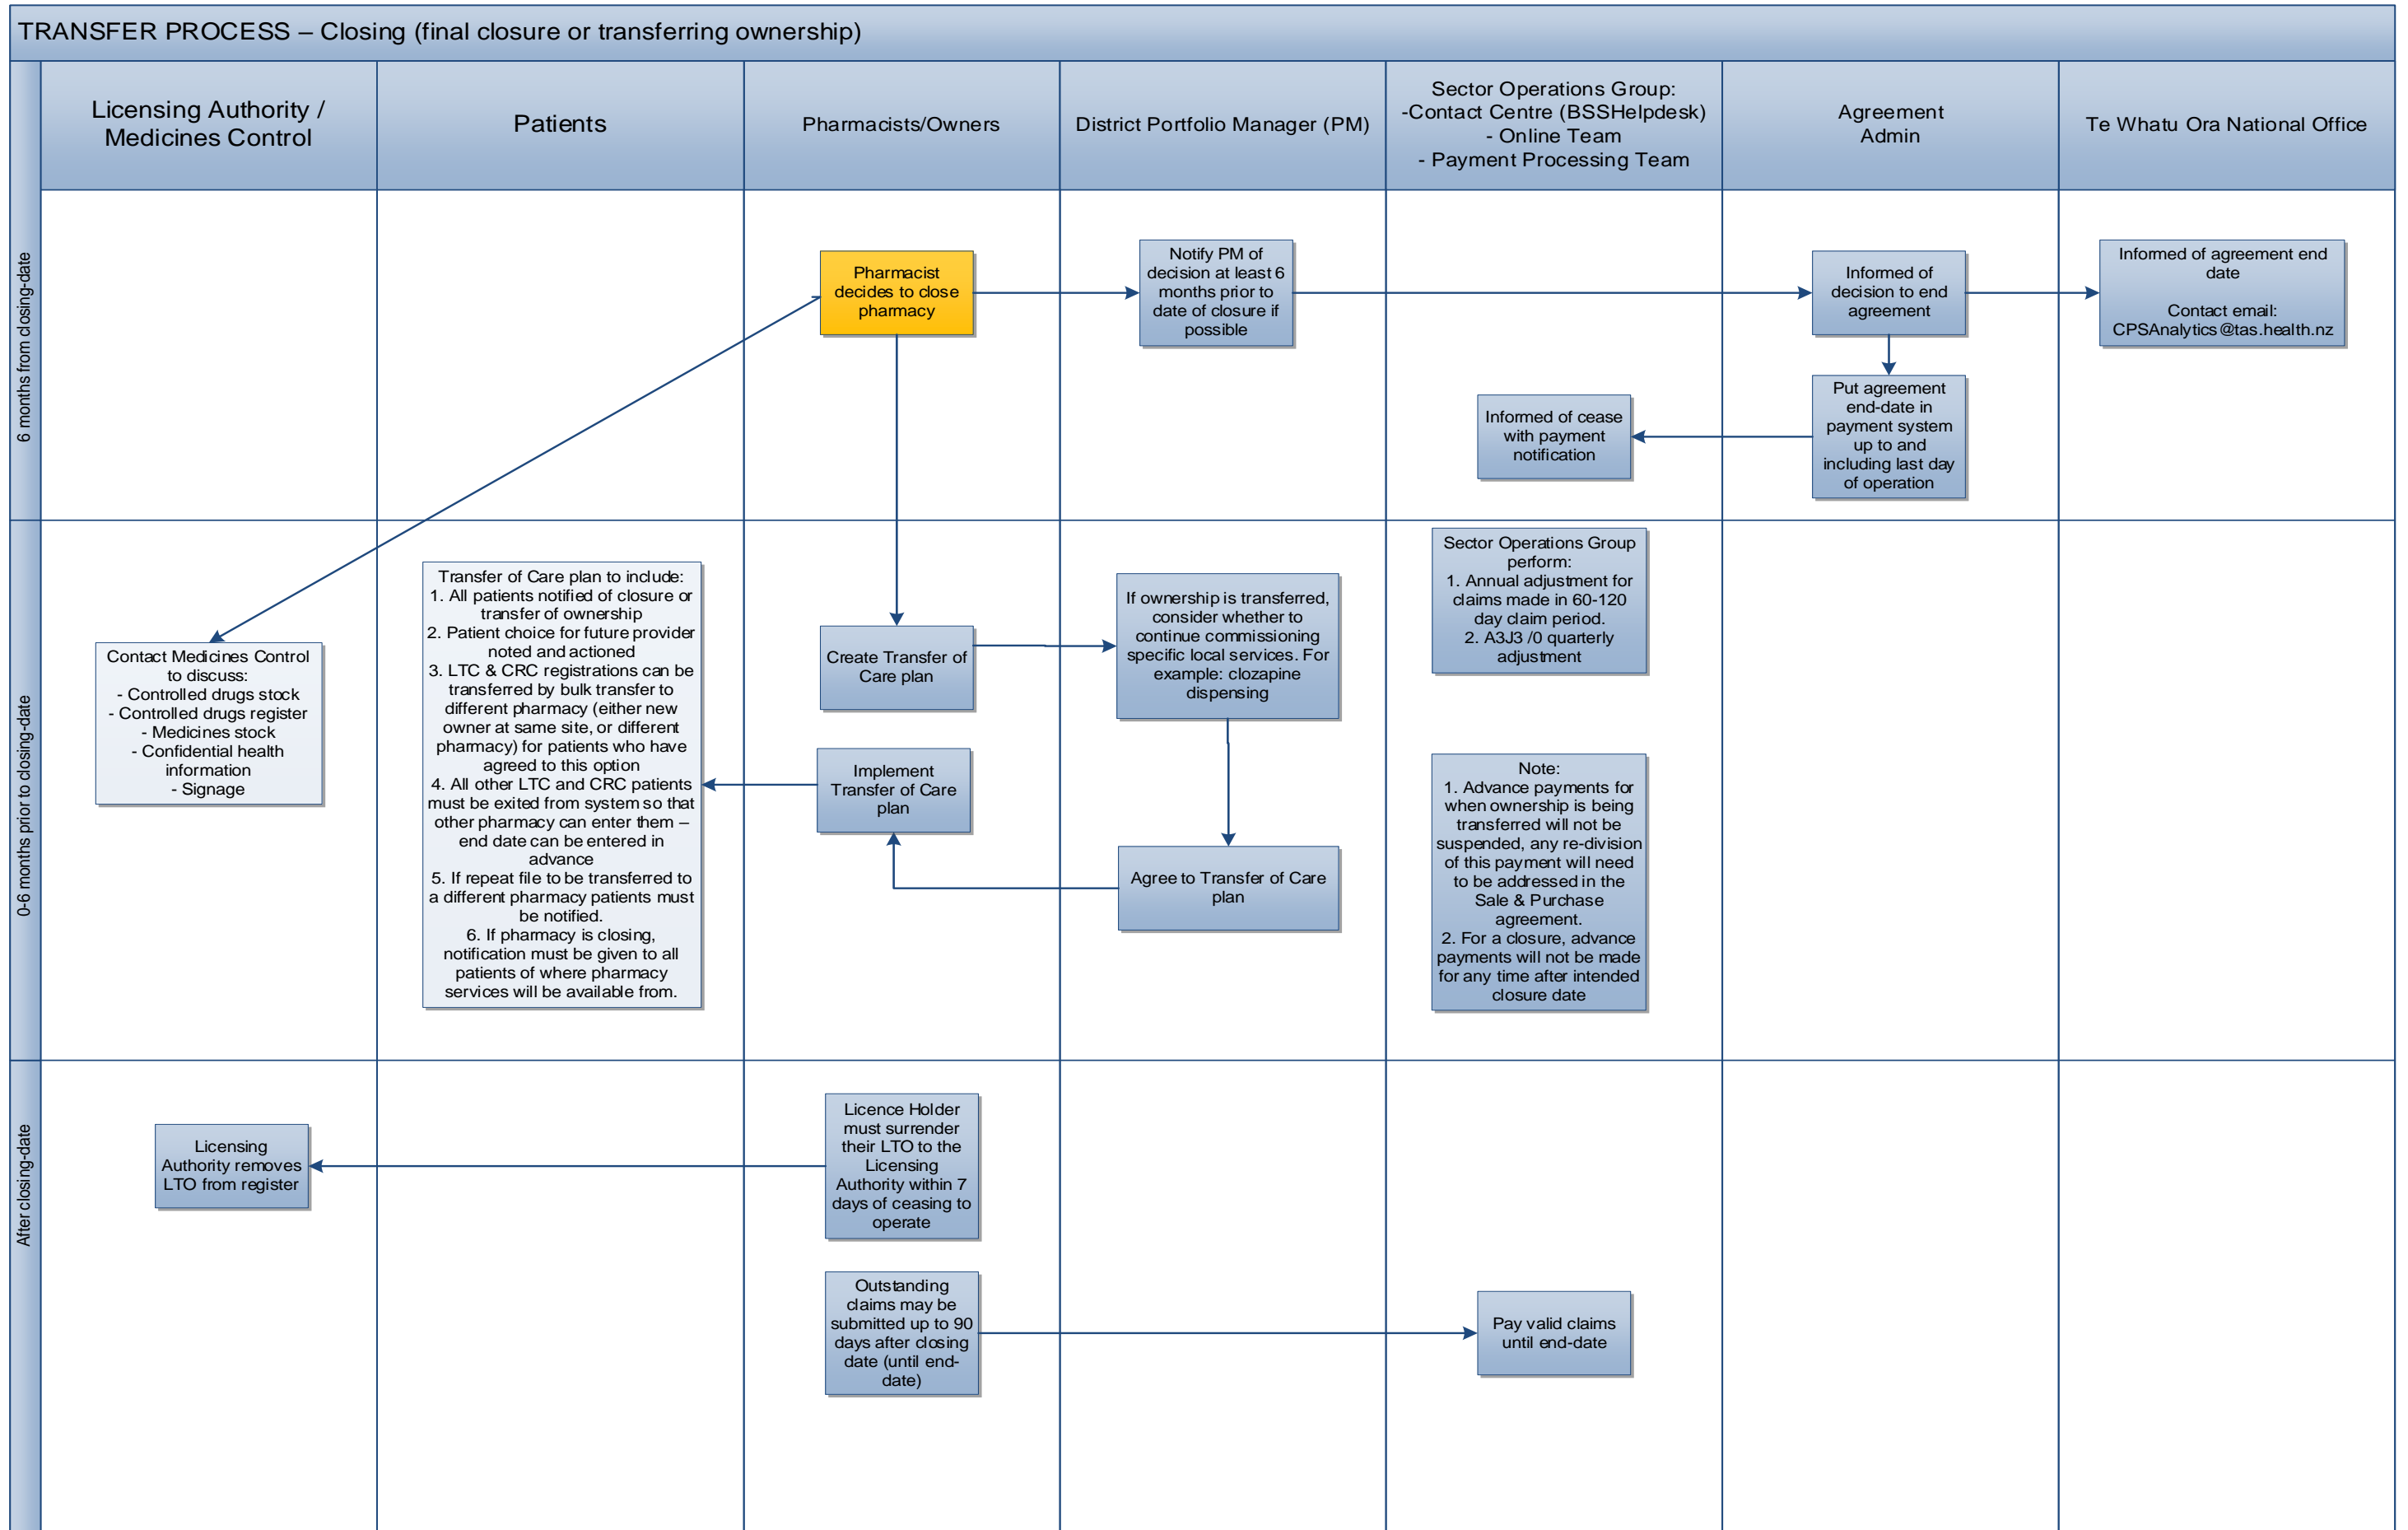 TRANSFER PROCESS – Closing (final closure or transferring ownership)
Licensing Authority /
Medicines Control
Patients
Pharmacists/Owners
District Portfolio Manager (PM)
Sector Operations Group:
-Contact Centre (BSSHelpdesk)
- Online Team
- Payment Processing Team
Agreement
Admin
Te Whatu Ora National Office
6 months from closing-date
Pharmacist
decides to close
pharmacy
Notify PM of
decision at least 6
months prior to
date of closure if
possible
Informed of
decision to end
agreement
Informed of agreement end
date
Contact email:
CPSAnalytics@tas.health.nz
Informed of cease
with payment
notification
Put agreement
end-date in
payment system
up to and
including last day
of operation
0-6 months prior to closing-date
Contact Medicines Control
to discuss:
- Controlled drugs stock
- Controlled drugs register
- Medicines stock
- Confidential health
information
- Signage
Transfer of Care plan to include:
1. All patients notified of closure or
transfer of ownership
2. Patient choice for future provider
noted and actioned
3. LTC & CRC registrations can be
transferred by bulk transfer to
different pharmacy (either new
owner at same site, or different
pharmacy) for patients who have
agreed to this option
4. All other LTC and CRC patients
must be exited from system so that
other pharmacy can enter them –
end date can be entered in
advance
5. If repeat file to be transferred to
a different pharmacy patients must
be notified.
6. If pharmacy is closing,
notification must be given to all
patients of where pharmacy
services will be available from.
Create Transfer of
Care plan
Implement
Transfer of Care
plan
If ownership is transferred,
consider whether to
continue commissioning
specific local services. For
example: clozapine
dispensing
Agree to Transfer of Care
plan
Sector Operations Group
perform:
1. Annual adjustment for
claims made in 60-120
day claim period.
2. A3J3 /0 quarterly
adjustment
Note:
1. Advance payments for
when ownership is being
transferred will not be
suspended, any re-division
of this payment will need
to be addressed in the
Sale & Purchase
agreement.
2. For a closure, advance
payments will not be made
for any time after intended
closure date
After closing-date
Licensing
Authority removes
LTO from register
Licence Holder
must surrender
their LTO to the
Licensing
Authority within 7
days of ceasing to
operate
Outstanding
claims may be
submitted up to 90
days after closing
date (until end-
date)
Pay valid claims
until end-date